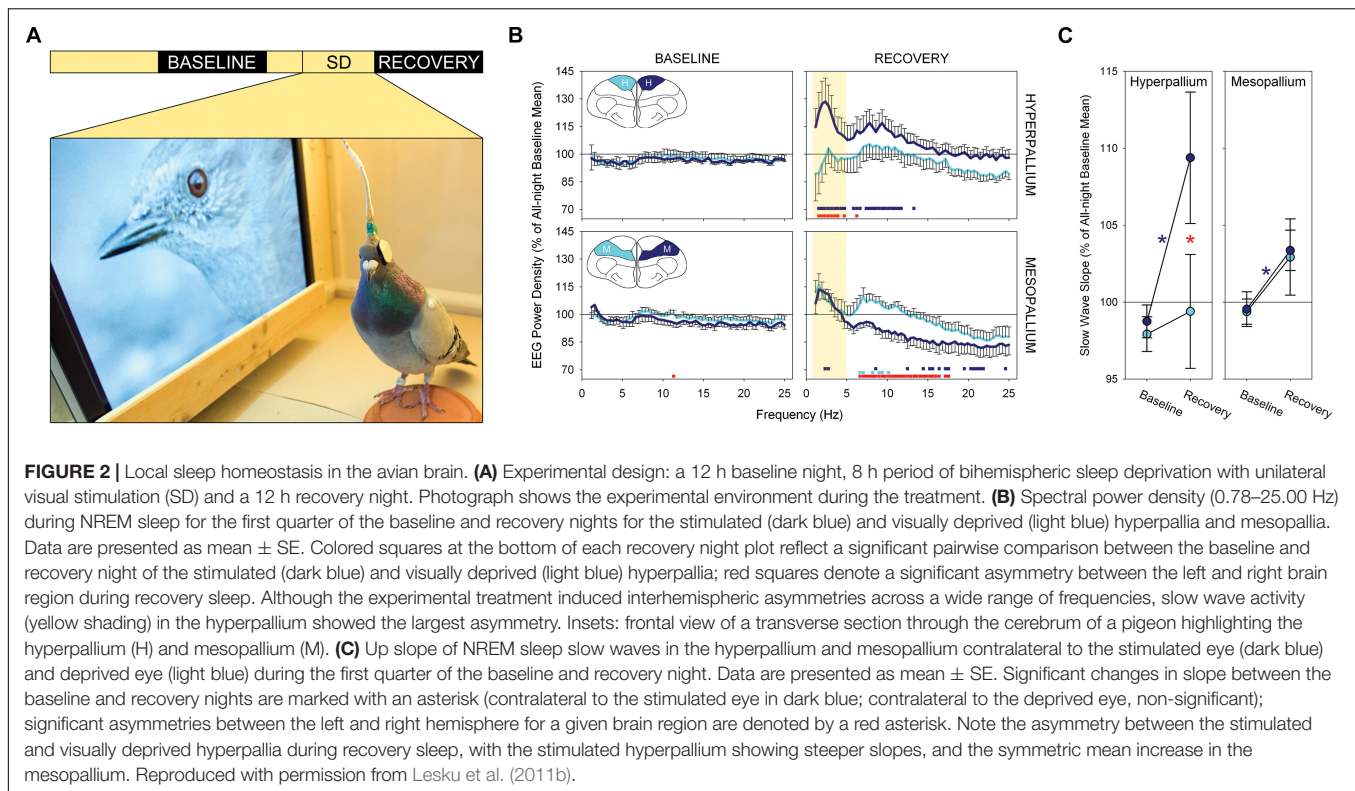 A
BASELINE SD RECOVERY
B
BASELINE RECOVERY
EEG Power Density (% of All-night Baseline Mean)
145
130
115
100
85
70
H H
HYPERPALLIUM
145
130
115
100
85
70
M M
MESOPALLIUM
0 5 10 15 20 25 0 5 10 15 20 25
Frequency (Hz)
C
Slow Wave Slope (% of All-night Baseline Mean)
115
110
105
100
95
Hyperpallium Mesopallium
* * *
Baseline Recovery Baseline Recovery
FIGURE 2 | Local sleep homeostasis in the avian brain. (A) Experimental design: a 12 h baseline night, 8 h period of bihemispheric sleep deprivation with unilateral
visual stimulation (SD) and a 12 h recovery night. Photograph shows the experimental environment during the treatment. (B) Spectral power density (0.78–25.00 Hz)
during NREM sleep for the first quarter of the baseline and recovery nights for the stimulated (dark blue) and visually deprived (light blue) hyperpallia and mesopallia.
Data are presented as mean ± SE. Colored squares at the bottom of each recovery night plot reflect a significant pairwise comparison between the baseline and
recovery night of the stimulated (dark blue) and visually deprived (light blue) hyperpallia; red squares denote a significant asymmetry between the left and right brain
region during recovery sleep. Although the experimental treatment induced interhemispheric asymmetries across a wide range of frequencies, slow wave activity
(yellow shading) in the hyperpallium showed the largest asymmetry. Insets: frontal view of a transverse section through the cerebrum of a pigeon highlighting the
hyperpallium (H) and mesopallium (M). (C) Up slope of NREM sleep slow waves in the hyperpallium and mesopallium contralateral to the stimulated eye (dark blue)
and deprived eye (light blue) during the first quarter of the baseline and recovery night. Data are presented as mean ± SE. Significant changes in slope between the
baseline and recovery nights are marked with an asterisk (contralateral to the stimulated eye in dark blue; contralateral to the deprived eye, non-significant);
significant asymmetries between the left and right hemisphere for a given brain region are denoted by a red asterisk. Note the asymmetry between the stimulated
and visually deprived hyperpallia during recovery sleep, with the stimulated hyperpallium showing steeper slopes, and the symmetric mean increase in the
mesopallium. Reproduced with permission from Lesku et al. (2011b).